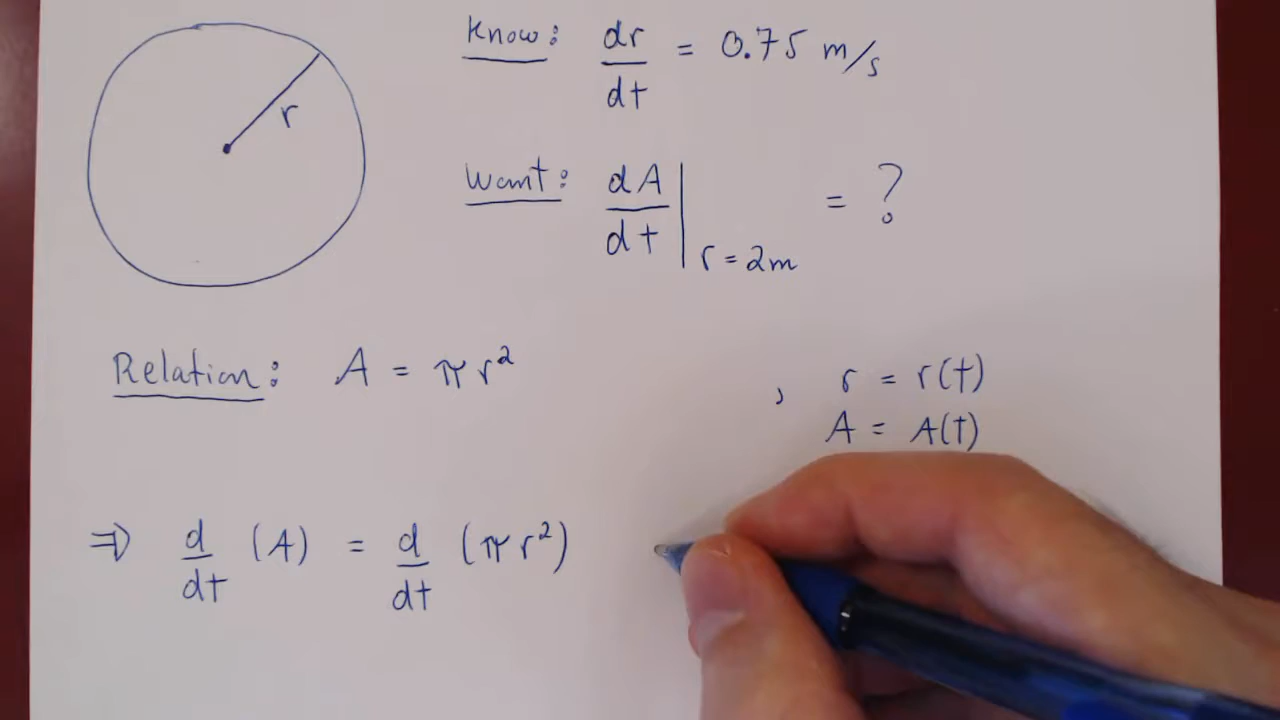 r
Know: dr/dt = 0.75 m/s
Want: dA/dt | r = 2m = ?
Relation: A = πr² , r = r(t)
A = A(t)
⇒ d/dt (A) = d/dt (πr²)